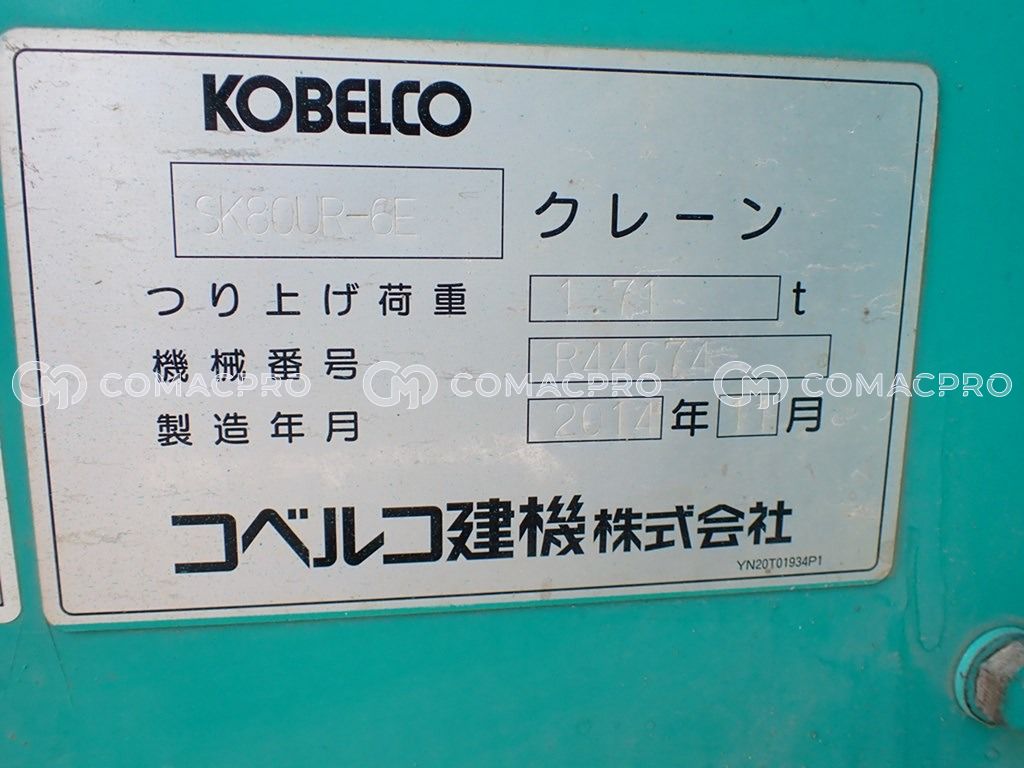 KOBELCO
SK80UR-6E クレーン
つり上げ荷重 1.71 t
機械番号 R44674
COMACPRO COMACPRO COMACPRO
製造年月 2014 年 11 月
コベルコ建機株式会社
YN20T01934P1